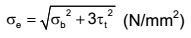 σe = √σb² + 3τt² (N/mm²)